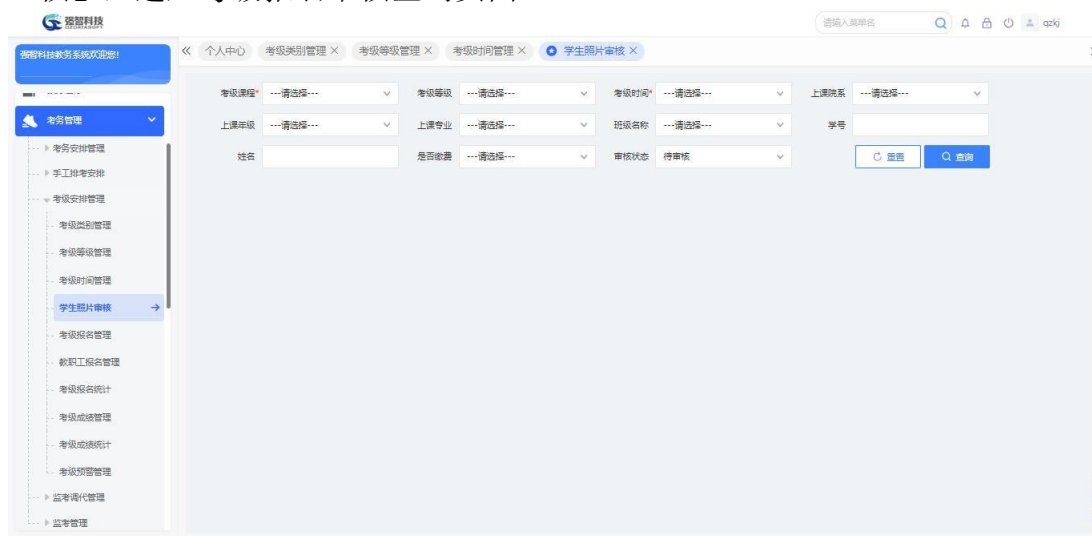 强智科技
QZDATASOFT
请输入菜单名
qzkj
强智科技教务系统欢迎您!
个人中心 考级类别管理 × 考级等级管理 × 考级时间管理 × 学生照片审核 ×
考级课程* ---请选择--- 考级等级 ---请选择--- 考级时间* ---请选择--- 上课院系 ---请选择---
上课年级 ---请选择--- 上课专业 ---请选择--- 班级名称 ---请选择--- 学号
姓名 是否缴费 ---请选择--- 审核状态 待审核 重置 查询
考务管理
考务安排管理
手工排考安排
考级安排管理
考级类别管理
考级等级管理
考级时间管理
学生照片审核
考级报名管理
教职工报名管理
考级报名统计
考级成绩管理
考级成绩统计
考级预警管理
监考调代管理
监考管理